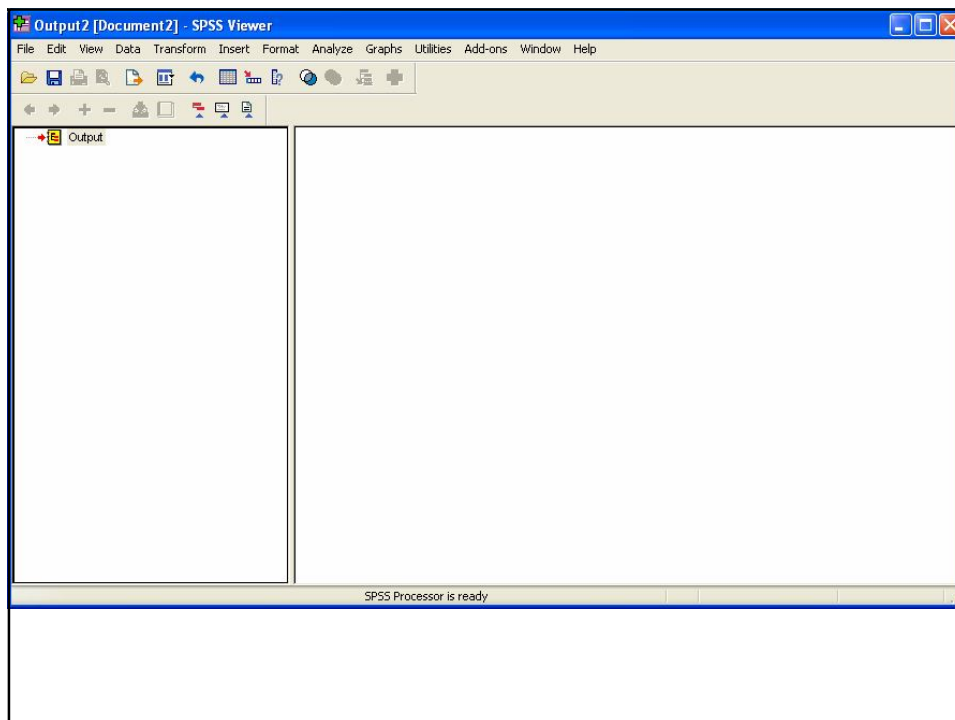 Output2 [Document2] - SPSS Viewer
File Edit View Data Transform Insert Format Analyze Graphs Utilities Add-ons Window Help
Output
SPSS Processor is ready